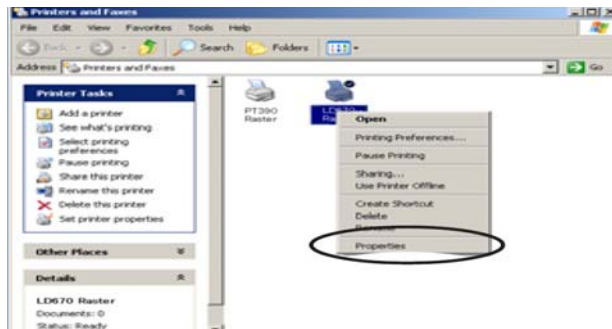 Printers and Faxes
File Edit View Favorites Tools Help
Back Search Folders
Address Printers and Faxes Go
Printer Tasks
Add a printer
See what's printing
Select printing
preferences
Pause printing
Share this printer
Rename this printer
Delete this printer
Set printer properties
Other Places
Details
LD670 Raster
Documents: 0
Status: Ready
PT390
Raster
LD670
Open
Printing Preferences...
Pause Printing
Sharing...
Use Printer Offline
Create Shortcut
Delete
Rename
Properties